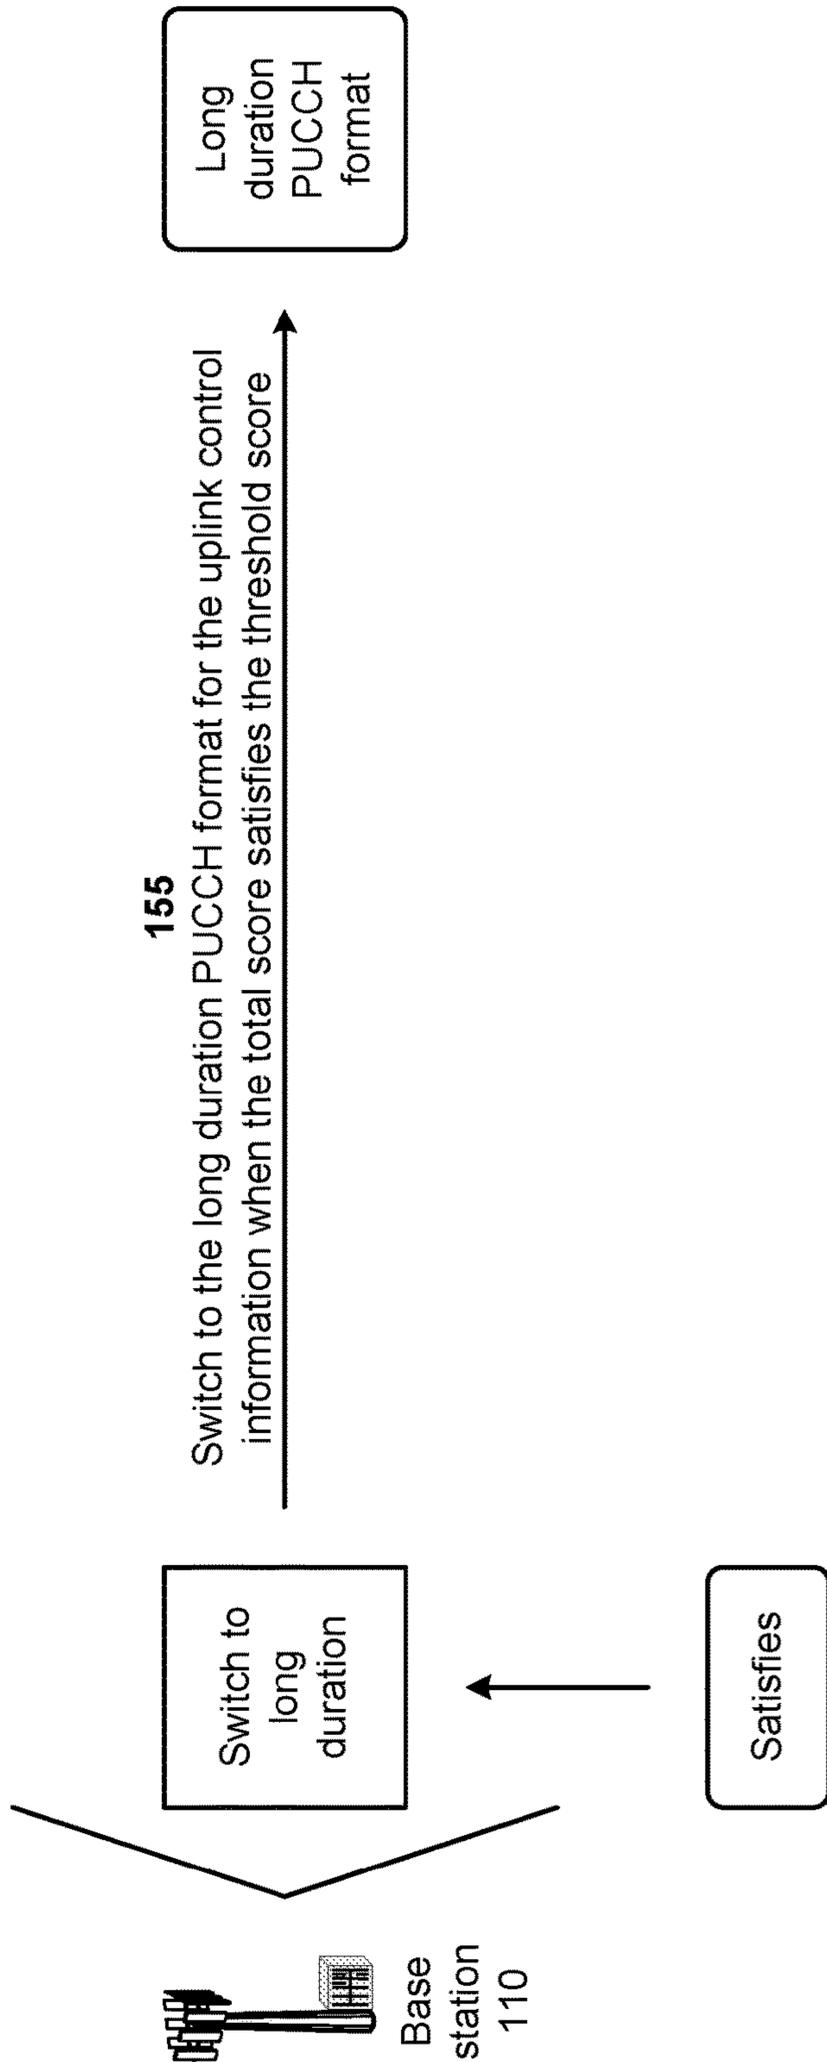 155
Switch to the long duration PUCCH format for the uplink control
information when the total score satisfies the threshold score
Base
station
110
Switch to
long
duration
Long
duration
PUCCH
format
Satisfies